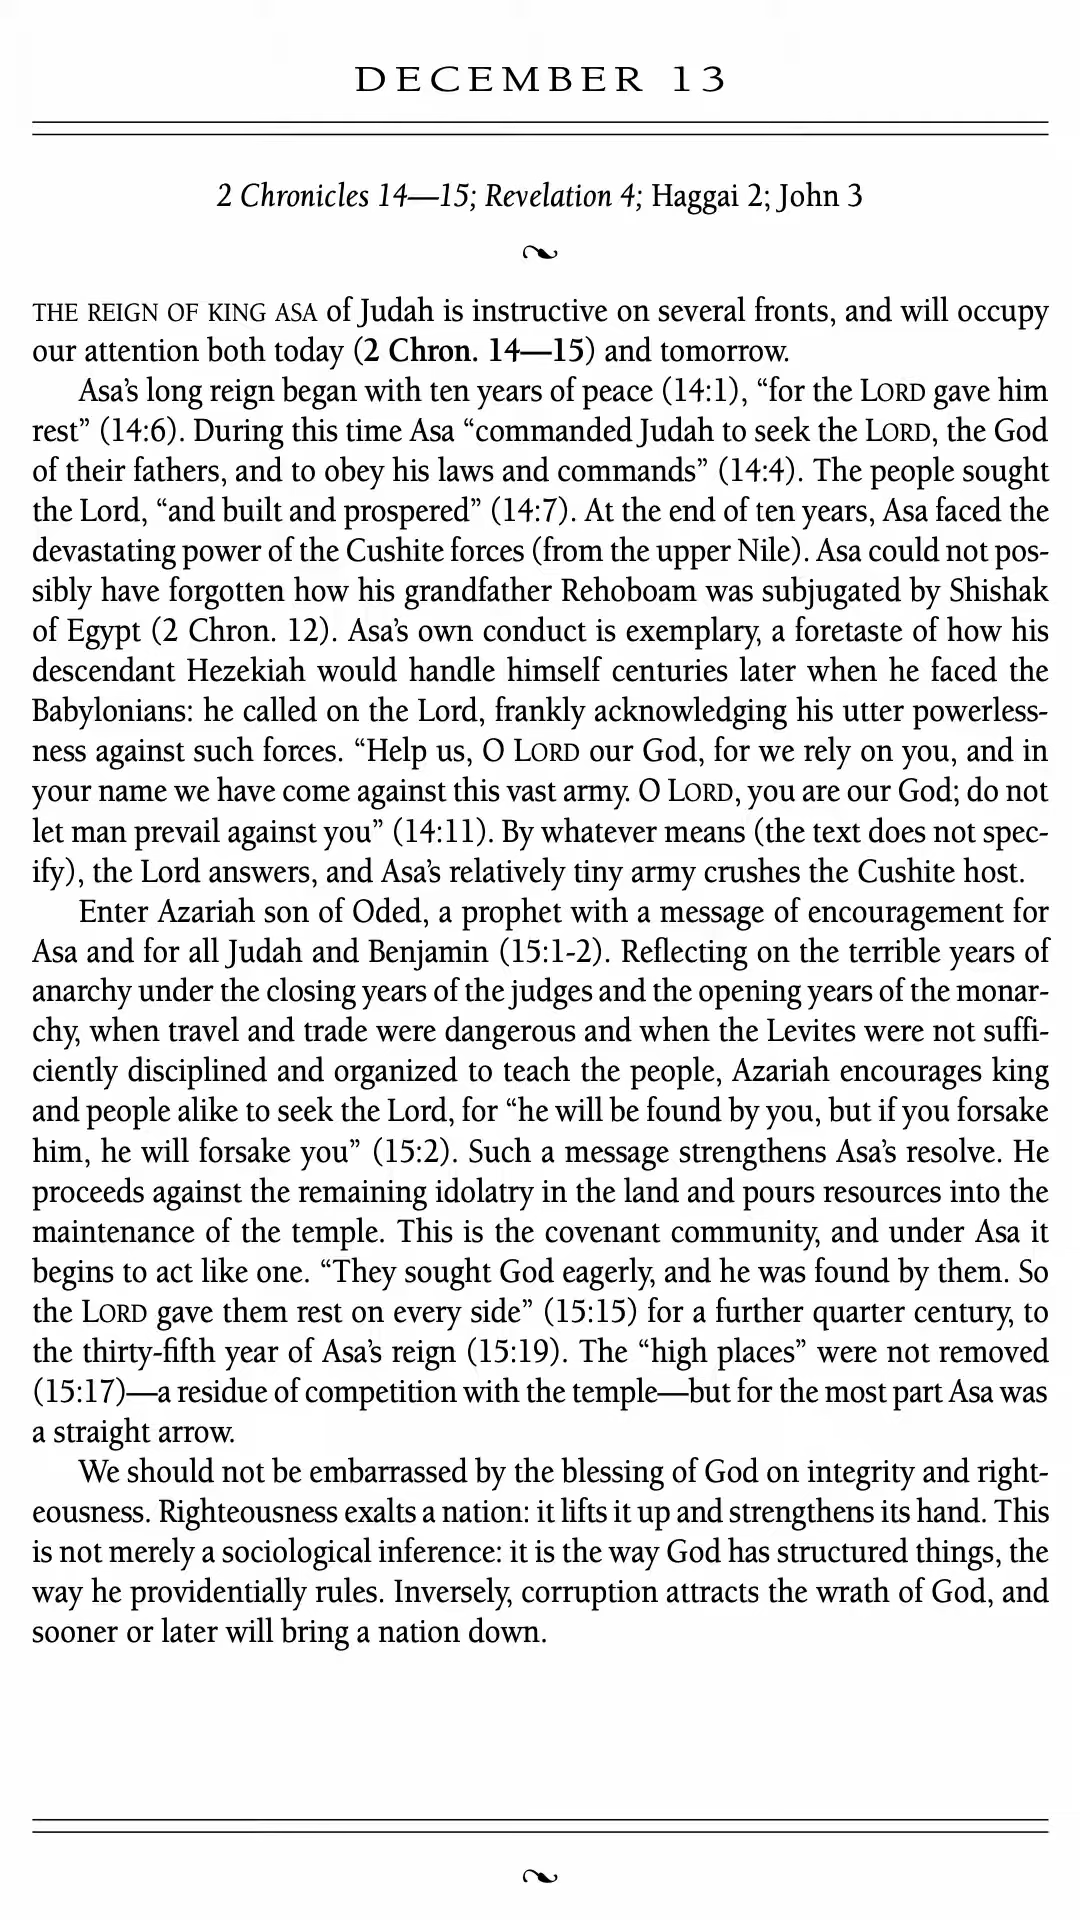 DECEMBER 13
2 Chronicles 14—15; Revelation 4; Haggai 2; John 3
THE REIGN OF KING ASA of Judah is instructive on several fronts, and will occupy
our attention both today (2 Chron. 14—15) and tomorrow.
Asa’s long reign began with ten years of peace (14:1), “for the LORD gave him
rest” (14:6). During this time Asa “commanded Judah to seek the LORD, the God
of their fathers, and to obey his laws and commands” (14:4). The people sought
the Lord, “and built and prospered” (14:7). At the end of ten years, Asa faced the
devastating power of the Cushite forces (from the upper Nile). Asa could not pos-
sibly have forgotten how his grandfather Rehoboam was subjugated by Shishak
of Egypt (2 Chron. 12). Asa’s own conduct is exemplary, a foretaste of how his
descendant Hezekiah would handle himself centuries later when he faced the
Babylonians: he called on the Lord, frankly acknowledging his utter powerless-
ness against such forces. “Help us, O LORD our God, for we rely on you, and in
your name we have come against this vast army. O LORD, you are our God; do not
let man prevail against you” (14:11). By whatever means (the text does not spec-
ify), the Lord answers, and Asa’s relatively tiny army crushes the Cushite host.
Enter Azariah son of Oded, a prophet with a message of encouragement for
Asa and for all Judah and Benjamin (15:1-2). Reflecting on the terrible years of
anarchy under the closing years of the judges and the opening years of the monar-
chy, when travel and trade were dangerous and when the Levites were not suffi-
ciently disciplined and organized to teach the people, Azariah encourages king
and people alike to seek the Lord, for “he will be found by you, but if you forsake
him, he will forsake you” (15:2). Such a message strengthens Asa’s resolve. He
proceeds against the remaining idolatry in the land and pours resources into the
maintenance of the temple. This is the covenant community, and under Asa it
begins to act like one. “They sought God eagerly, and he was found by them. So
the LORD gave them rest on every side” (15:15) for a further quarter century, to
the thirty-fifth year of Asa’s reign (15:19). The “high places” were not removed
(15:17)—a residue of competition with the temple—but for the most part Asa was
a straight arrow.
We should not be embarrassed by the blessing of God on integrity and right-
eousness. Righteousness exalts a nation: it lifts it up and strengthens its hand. This
is not merely a sociological inference: it is the way God has structured things, the
way he providentially rules. Inversely, corruption attracts the wrath of God, and
sooner or later will bring a nation down.